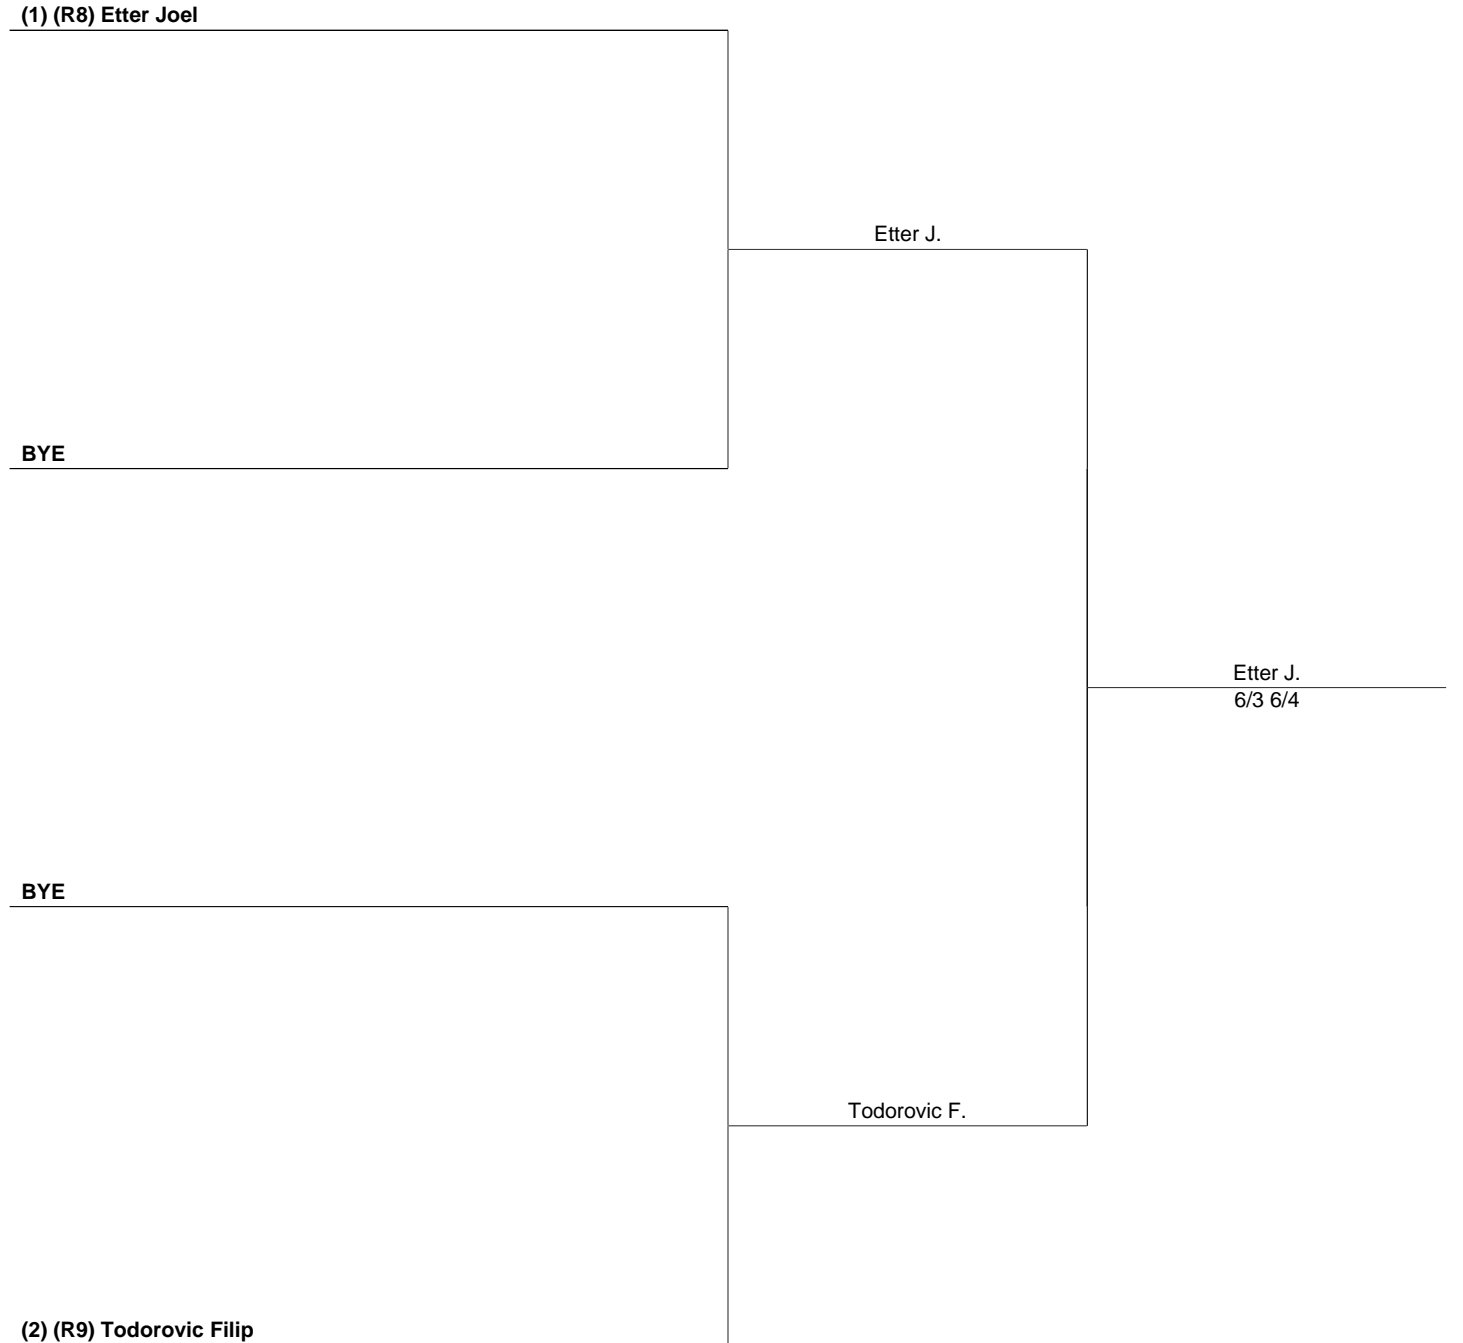 (1) (R8) Etter Joel
Etter J.
BYE
Etter J.
6/3 6/4
BYE
Todorovic F.
(2) (R9) Todorovic Filip